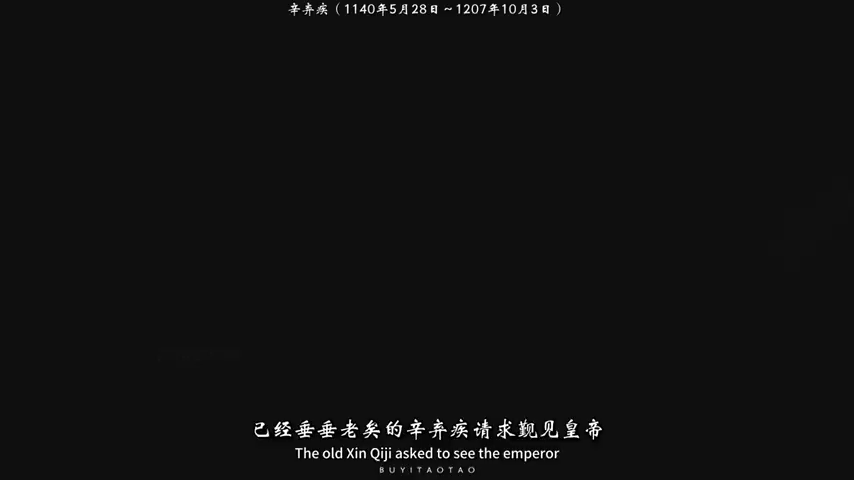 辛弃疾（1140年5月28日～1207年10月3日）
已经垂垂老矣的辛弃疾请求觐见皇帝
The old Xin Qiji asked to see the emperor
BUYITAOTAO